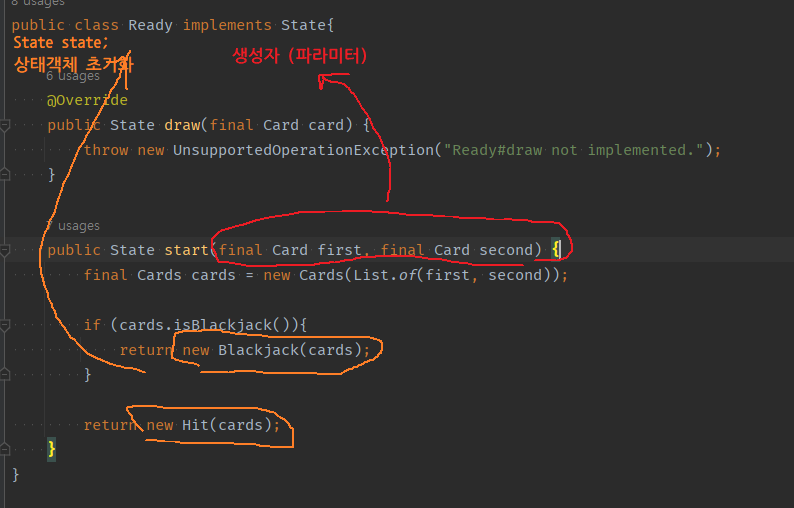 8 usages
public class Ready implements State{
State state;
상태객체 초기화
생성자 (파라미터)
6 usages
@Override
public State draw(final Card card) {
throw new UnsupportedOperationException("Ready#draw not implemented.");
}
7 usages
public State start(final Card first, final Card second) {
final Cards cards = new Cards(List.of(first, second));
if (cards.isBlackjack()){
return new Blackjack(cards);
}
return new Hit(cards);
}
}